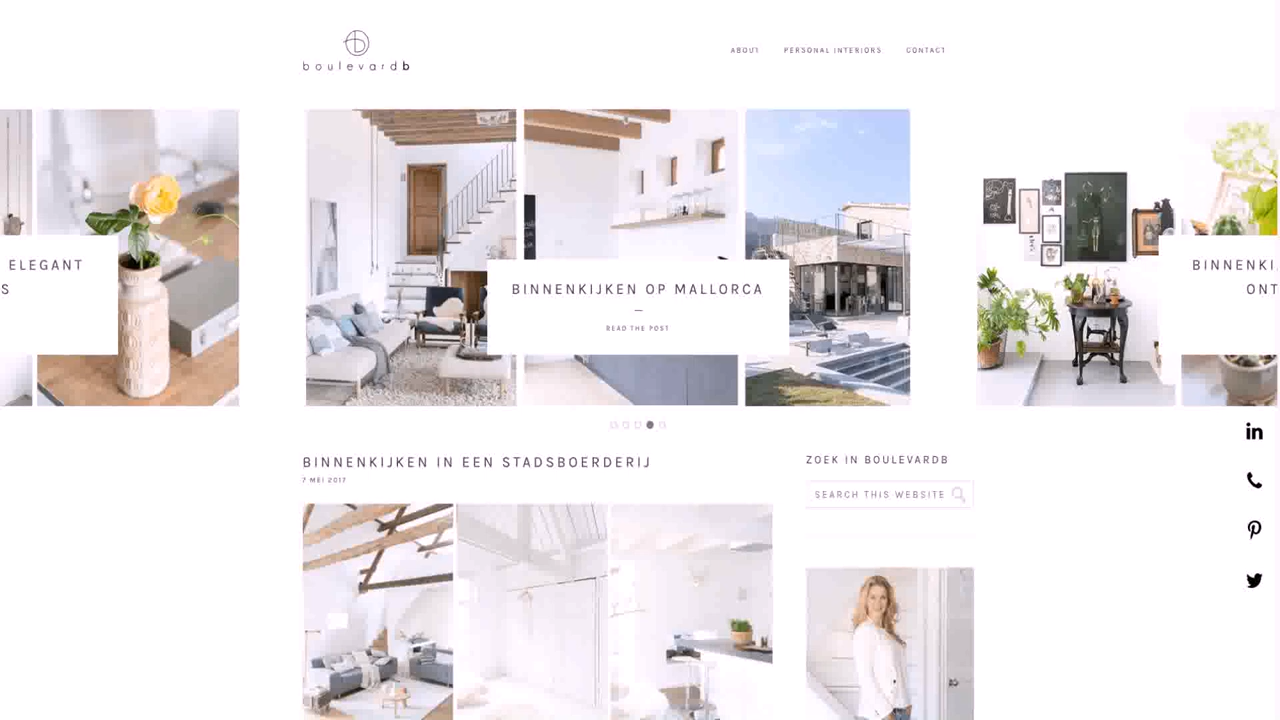 boulevardb
ABOUT PERSONAL INTERIORS CONTACT
ELEGANT
S
BINNENKIJKEN OP MALLORCA
READ THE POST
BINNENKI
ONT
BINNENKIJKEN IN EEN STADSBOERDERIJ
7 MEI 2017
ZOEK IN BOULEVARDB
SEARCH THIS WEBSITE
in